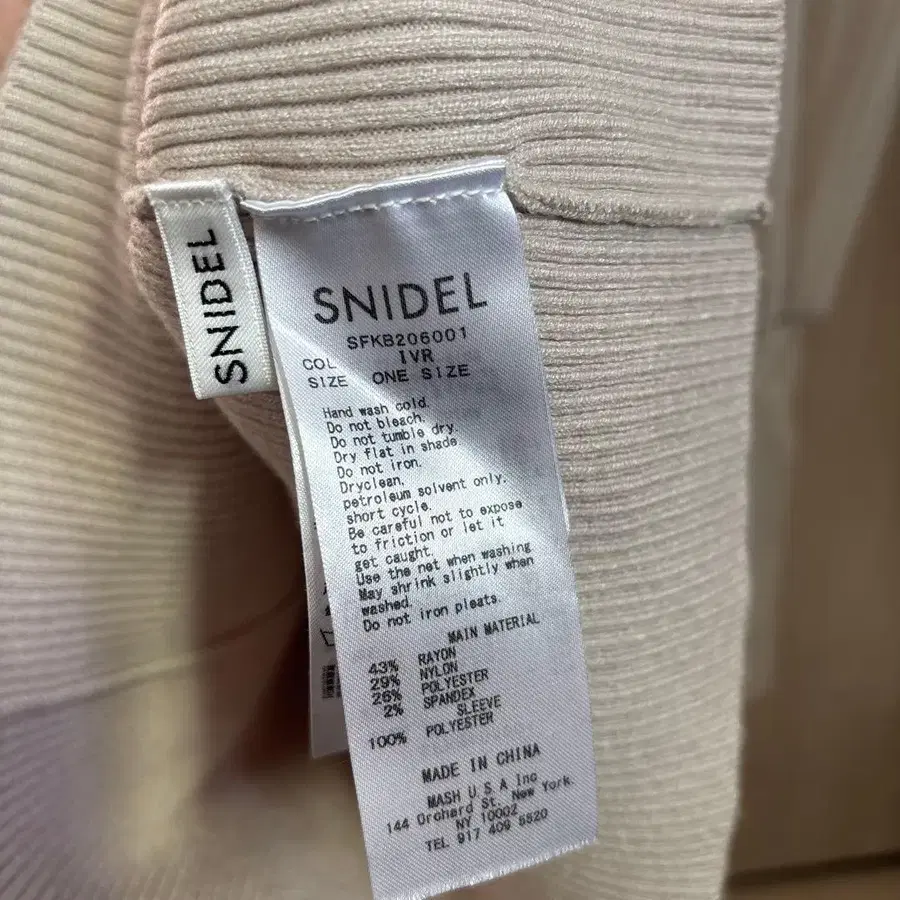 SNIDEL
SNIDEL
SFKB206001
COL IVR
SIZE ONE SIZE
Hand wash cold.
Do not bleach.
Do not tumble dry.
Dry flat in shade.
Do not iron.
Dryclean,
petroleum solvent only.
short cycle.
Be careful not to expose
to friction or let it
get caught.
Use the net when washing
May shrink slightly when
washed.
Do not iron pleats.
MAIN MATERIAL
43% RAYON
29% NYLON
26% POLYESTER
2% SPANDEX
SLEEVE
100% POLYESTER
MADE IN CHINA
MASH U S A Inc
144 Orchard St. New York.
NY 10002
TEL 917 409 5520